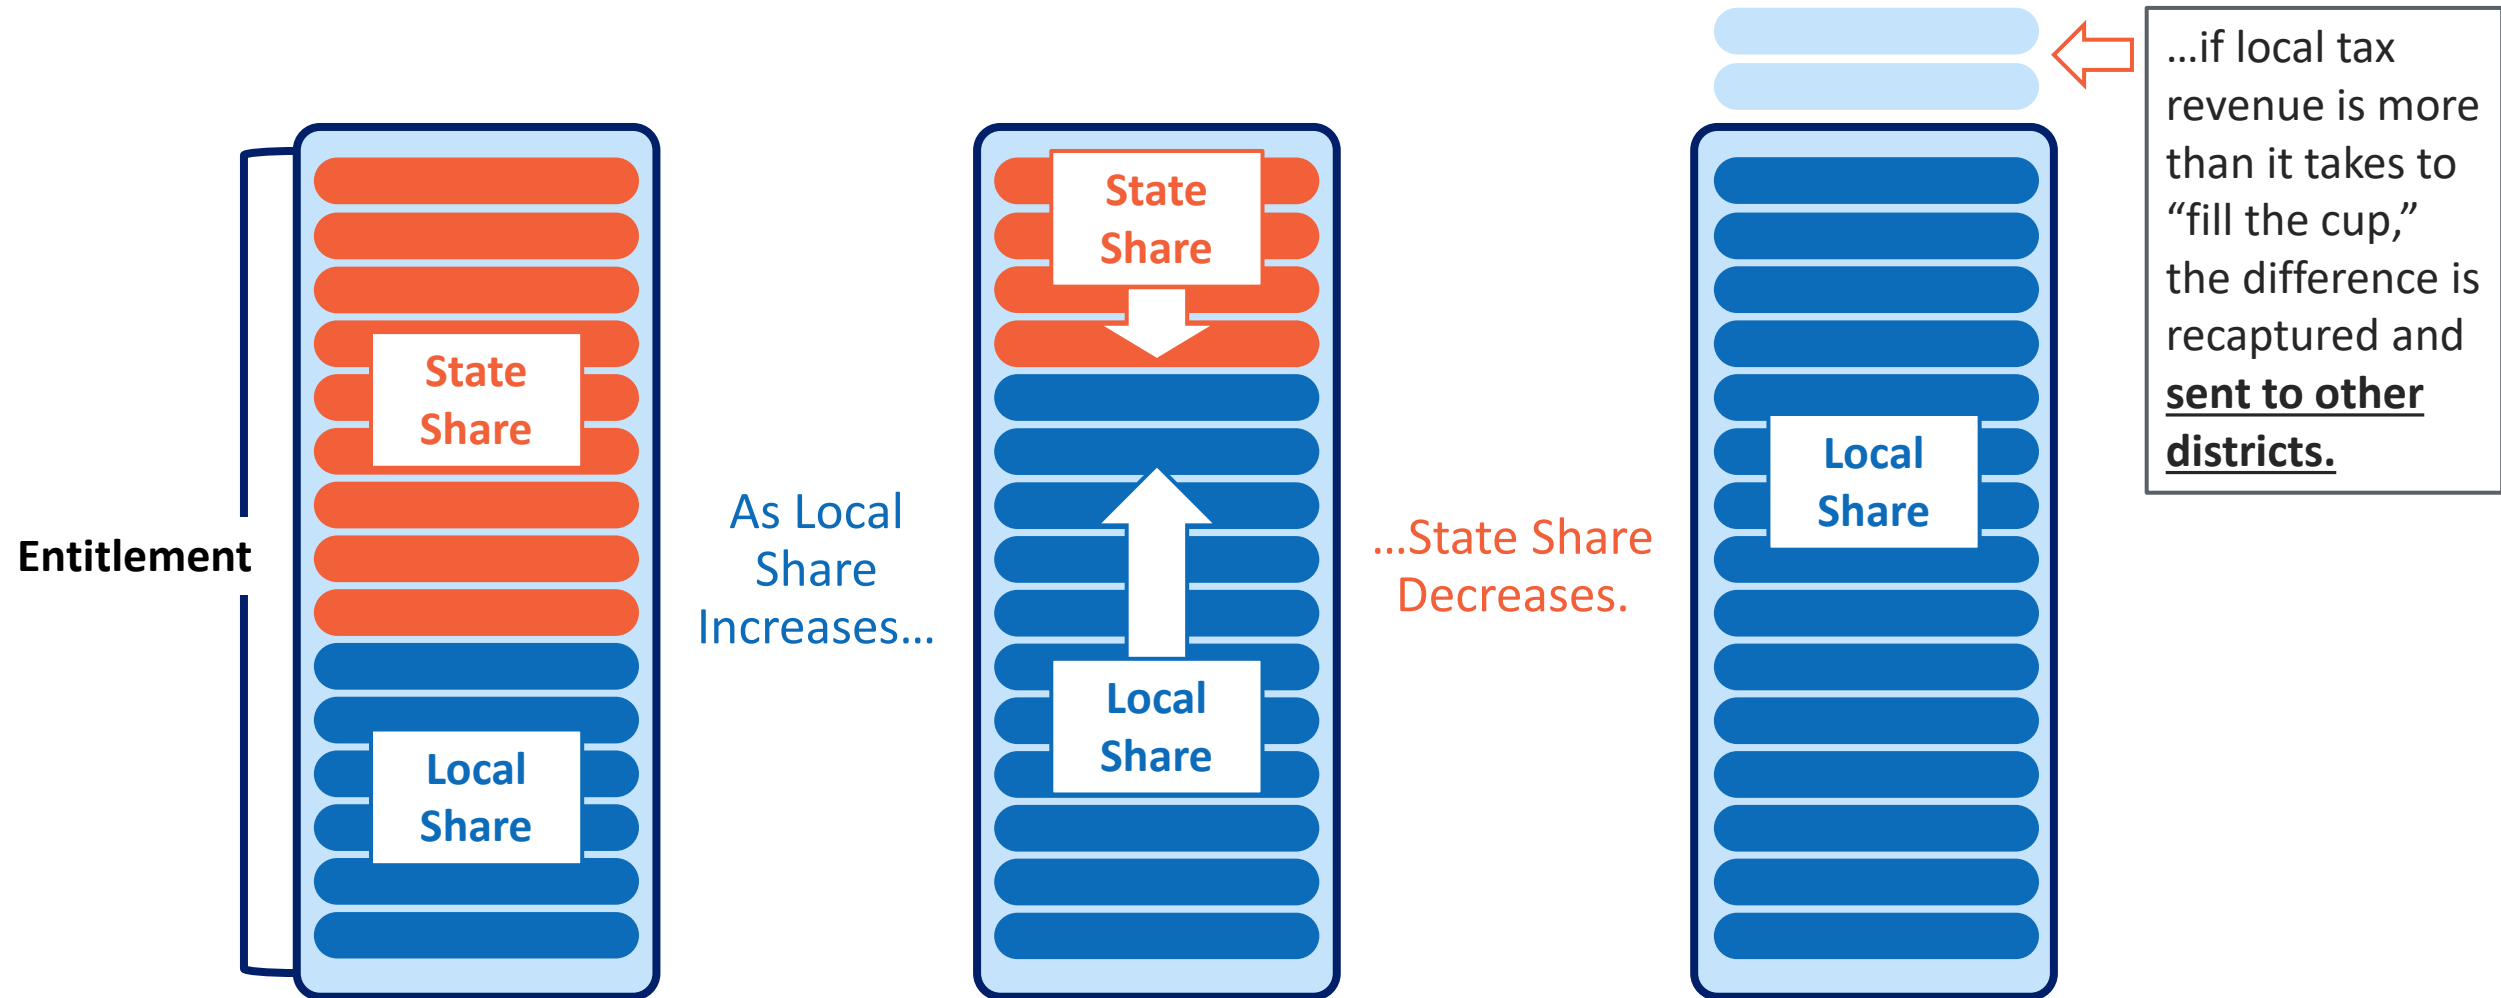 Entitlement
State
Share
Local
Share
As Local
Share
Increases...
State
Share
Local
Share
...State Share
Decreases.
Local
Share
...if local tax
revenue is more
than it takes to
“fill the cup,”
the difference is
recaptured and
sent to other
districts.